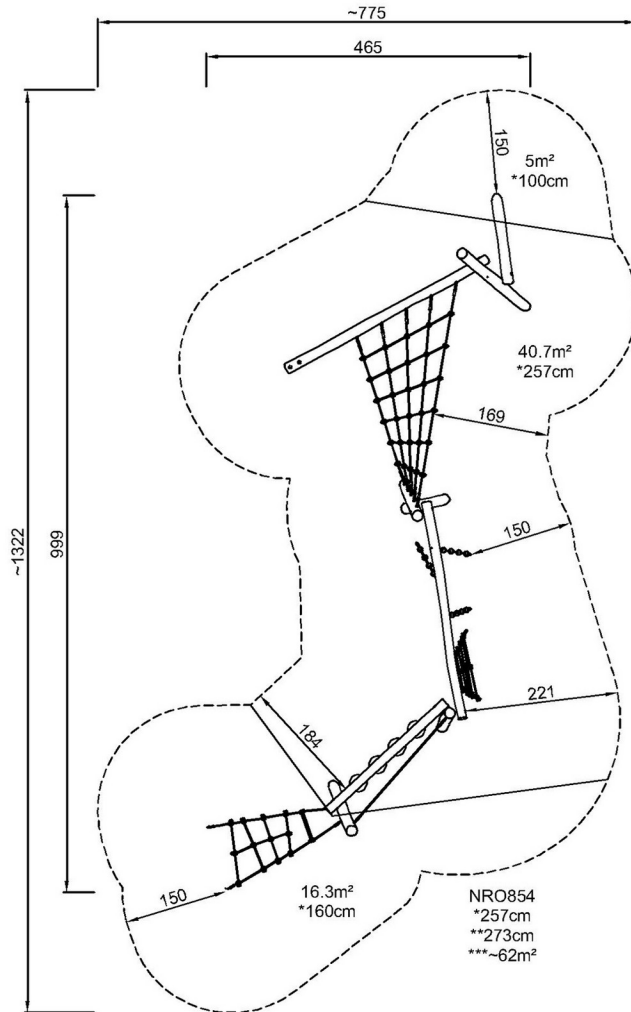 ~775
465
150
5m²
*100cm
40.7m²
*257cm
169
~1322
999
150
221
184
150
16.3m²
*160cm
NRO854
*257cm
**273cm
***~62m²